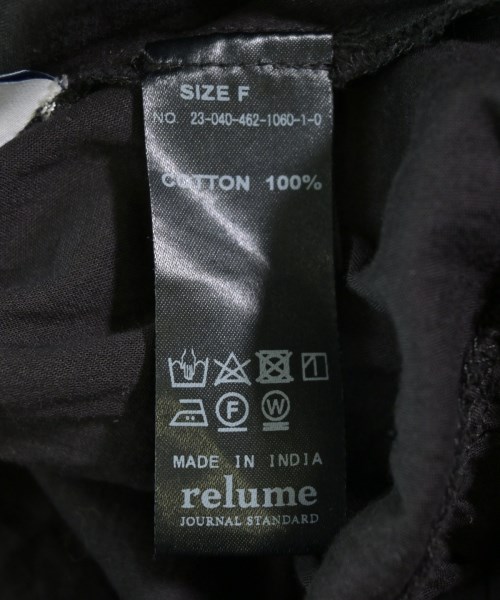 SIZE F
NO. 23-040-462-1060-1-0
COTTON 100%
F W
MADE IN INDIA
relume
JOURNAL STANDARD